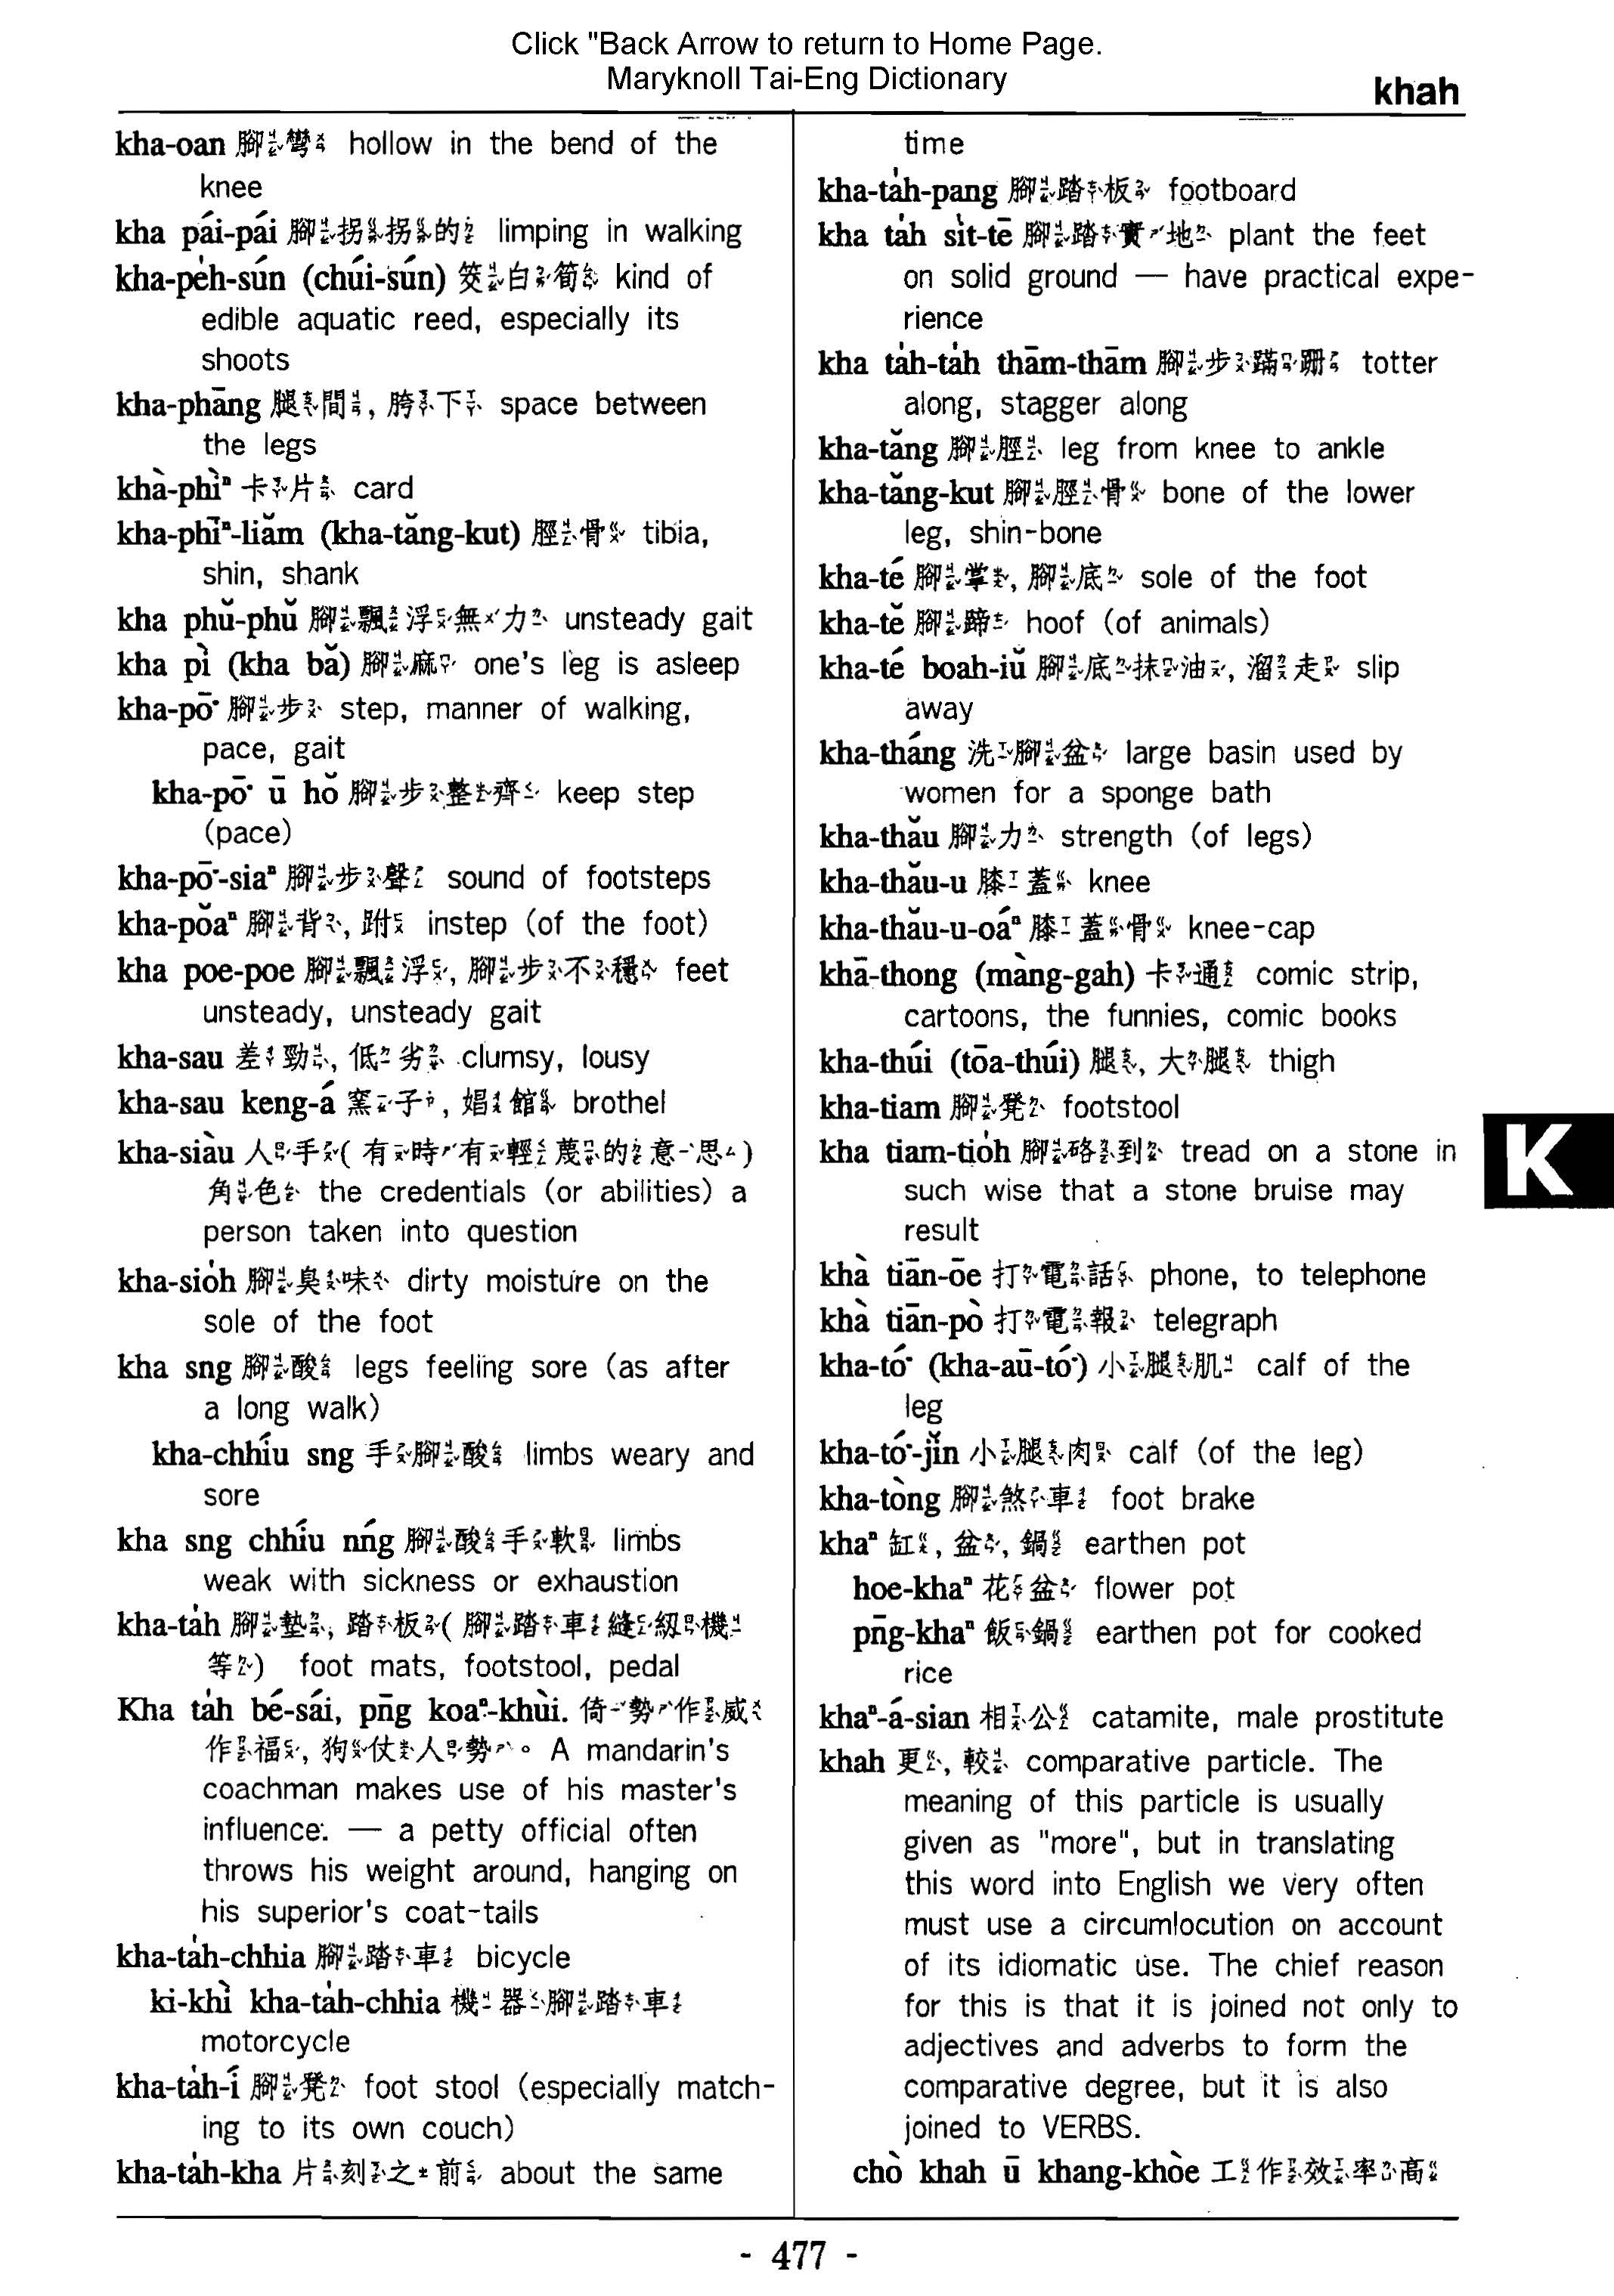 Click "Back Arrow to return to Home Page.
Maryknoll Tai-Eng Dictionary
khah
kha-oan 腳彎 hollow in the bend of the
knee
kha pái-pái 腳拐拐的 limping in walking
kha-pe̍h-sún (chúi-sún) 筊白筍 kind of
edible aquatic reed, especially its
shoots
kha-phāng 腿間, 胯下 space between
the legs
khà-phìⁿ 卡片 card
kha-phīⁿ-liăm (kha-tăng-kut) 脛骨 tibia,
shin, shank
kha phŭ-phŭ 腳飄浮無力 unsteady gait
kha pì (kha bă) 腳麻 one's leg is asleep
kha-pō͘ 腳步 step, manner of walking,
pace, gait
kha-pō͘ ū hŏ 腳步整齊 keep step
(pace)
kha-pō͘-siaⁿ 腳步聲 sound of footsteps
kha-pŏaⁿ 腳背, 跗 instep (of the foot)
kha poe-poe 腳飄浮, 腳步不穩 feet
unsteady, unsteady gait
kha-sau 差勁, 低劣 clumsy, lousy
kha-sau keng-á 窯子, 娼館 brothel
kha-siàu 人手( 有時有輕蔑的意思)
角色 the credentials (or abilities) a
person taken into question
kha-sio̍h 腳臭味 dirty moisture on the
sole of the foot
kha sng 腳酸 legs feeling sore (as after
a long walk)
kha-chhíu sng 手腳酸 limbs weary and
sore
kha sng chhíu nńg 腳酸手軟 limbs
weak with sickness or exhaustion
kha-ta̍h 腳墊, 踏板( 腳踏車縫紉機
等) foot mats, footstool, pedal
Kha ta̍h bé-sái, pn̄g koaⁿ-khùi. 倚勢作威
作福, 狗仗人勢。 A mandarin's
coachman makes use of his master's
influence. — a petty official often
throws his weight around, hanging on
his superior's coat-tails
kha-ta̍h-chhia 腳踏車 bicycle
ki-khì kha-ta̍h-chhia 機器腳踏車
motorcycle
kha-ta̍h-í 腳凳 foot stool (especially match-
ing to its own couch)
kha-ta̍h-kha 片刻之前 about the same
time
kha-ta̍h-pang 腳踏板 footboard
kha ta̍h si̍t-tē 腳踏實地 plant the feet
on solid ground — have practical expe-
rience
kha ta̍h-ta̍h thām-thām 腳步蹣跚 totter
along, stagger along
kha-tăng 腳脛 leg from knee to ankle
kha-tăng-kut 腳脛骨 bone of the lower
leg, shin-bone
kha-té 腳掌, 腳底 sole of the foot
kha-tĕ 腳蹄 hoof (of animals)
kha-té boah-iŭ 腳底抹油, 溜走 slip
away
kha-tháng 洗腳盆 large basin used by
women for a sponge bath
kha-thău 腳力 strength (of legs)
kha-thău-u 膝蓋 knee
kha-thău-u-oáⁿ 膝蓋骨 knee-cap
khā-thong (màng-gah) 卡通 comic strip,
cartoons, the funnies, comic books
kha-thúi (tōa-thúi) 腿, 大腿 thigh
kha-tiam 腳凳 footstool
kha tiam-tio̍h 腳硌到 tread on a stone in
such wise that a stone bruise may
result
khà tiān-ōe 打電話 phone, to telephone
khà tiān-pò 打電報 telegraph
kha-tó͘ (kha-aū-tó͘) 小腿肌 calf of the
leg
kha-tó͘-jĭn 小腿肉 calf (of the leg)
kha-tòng 腳煞車 foot brake
khaⁿ 缸, 盆, 鍋 earthen pot
hoe-khaⁿ 花盆 flower pot
pn̄g-khaⁿ 飯鍋 earthen pot for cooked
rice
khaⁿ-á-sian 相公 catamite, male prostitute
khah 更, 較 comparative particle. The
meaning of this particle is usually
given as "more", but in translating
this word into English we very often
must use a circumlocution on account
of its idiomatic use. The chief reason
for this is that it is joined not only to
adjectives and adverbs to form the
comparative degree, but it is also
joined to VERBS.
chò khah ū khang-khòe 工作效率高
K
- 477 -